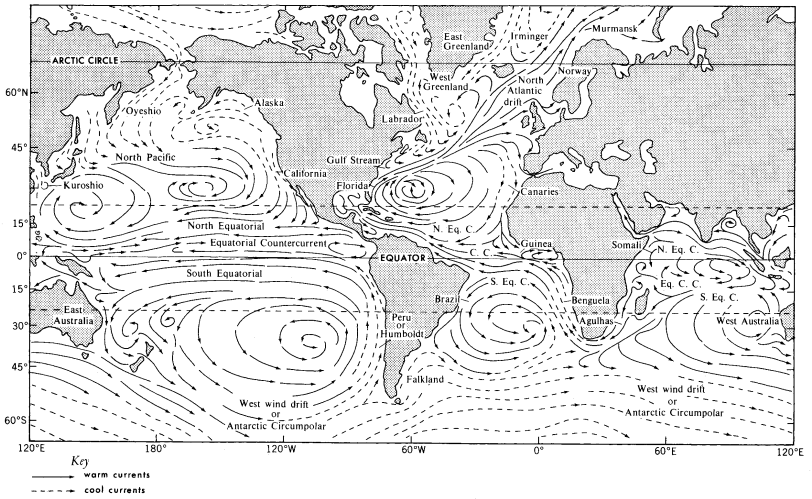 East
Greenland
Irminger
Murmansk
ARCTIC CIRCLE
West
Greenland
North
Atlantic
drift
Norway
60°N
Oyeshio
Alaska
Labrador
45°
North Pacific
Gulf Stream
California
Kuroshio
Florida
Canaries
15°
North Equatorial
N. Eq. C.
Equatorial Countercurrent
Guinea
Somali
N. Eq. C.
0°
EQUATOR
C. C.
South Equatorial
S. Eq. C.
Eq. C. C.
15°
S. Eq. C.
Brazil
Benguela
East
Australia
Peru
or
Humboldt
Agulhas
West Australia
30°
45°
Falkland
West wind drift
or
Antarctic Circumpolar
West wind drift
or
Antarctic Circumpolar
60°S
120°E
180°
120°W
60°W
0°
60°E
120°E
Key
warm currents
cool currents